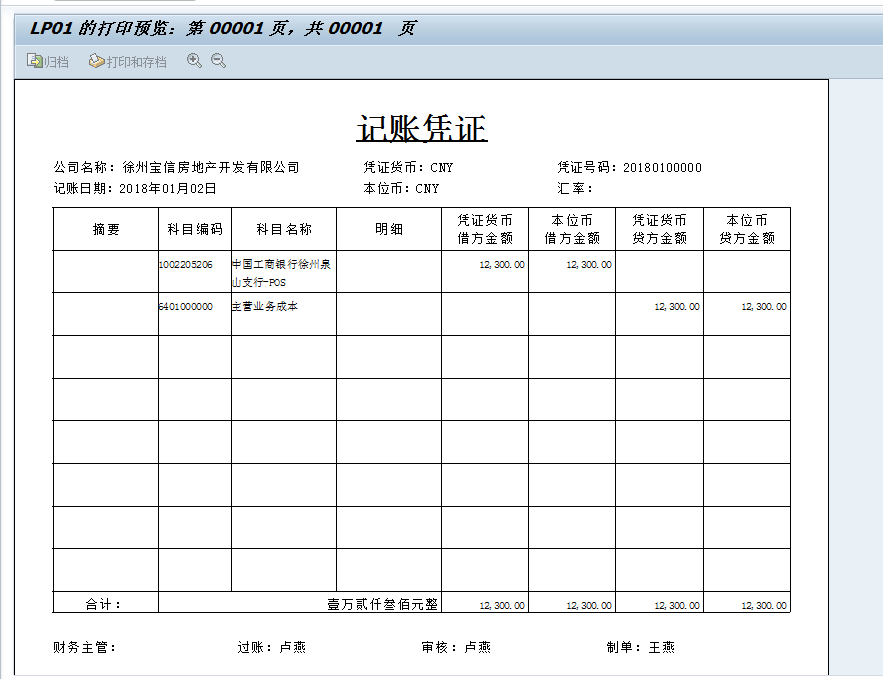 LP01 的打印预览：第 00001 页，共 00001 页
归档 打印和存档
记账凭证
公司名称：徐州宝信房地产开发有限公司 凭证货币：CNY 凭证号码：20180100000
记账日期：2018年01月02日 本位币：CNY 汇率：
摘要 科目编码 科目名称 明细 凭证货币 本位币 凭证货币 本位币
借方金额 借方金额 贷方金额 贷方金额
1002205206 中国工商银行徐州泉 12,300.00 12,300.00
山支行-POS
6401000000 主营业务成本 12,300.00 12,300.00
合计： 壹万贰仟叁佰元整 12,300.00 12,300.00 12,300.00 12,300.00
财务主管： 过账：卢燕 审核：卢燕 制单：王燕